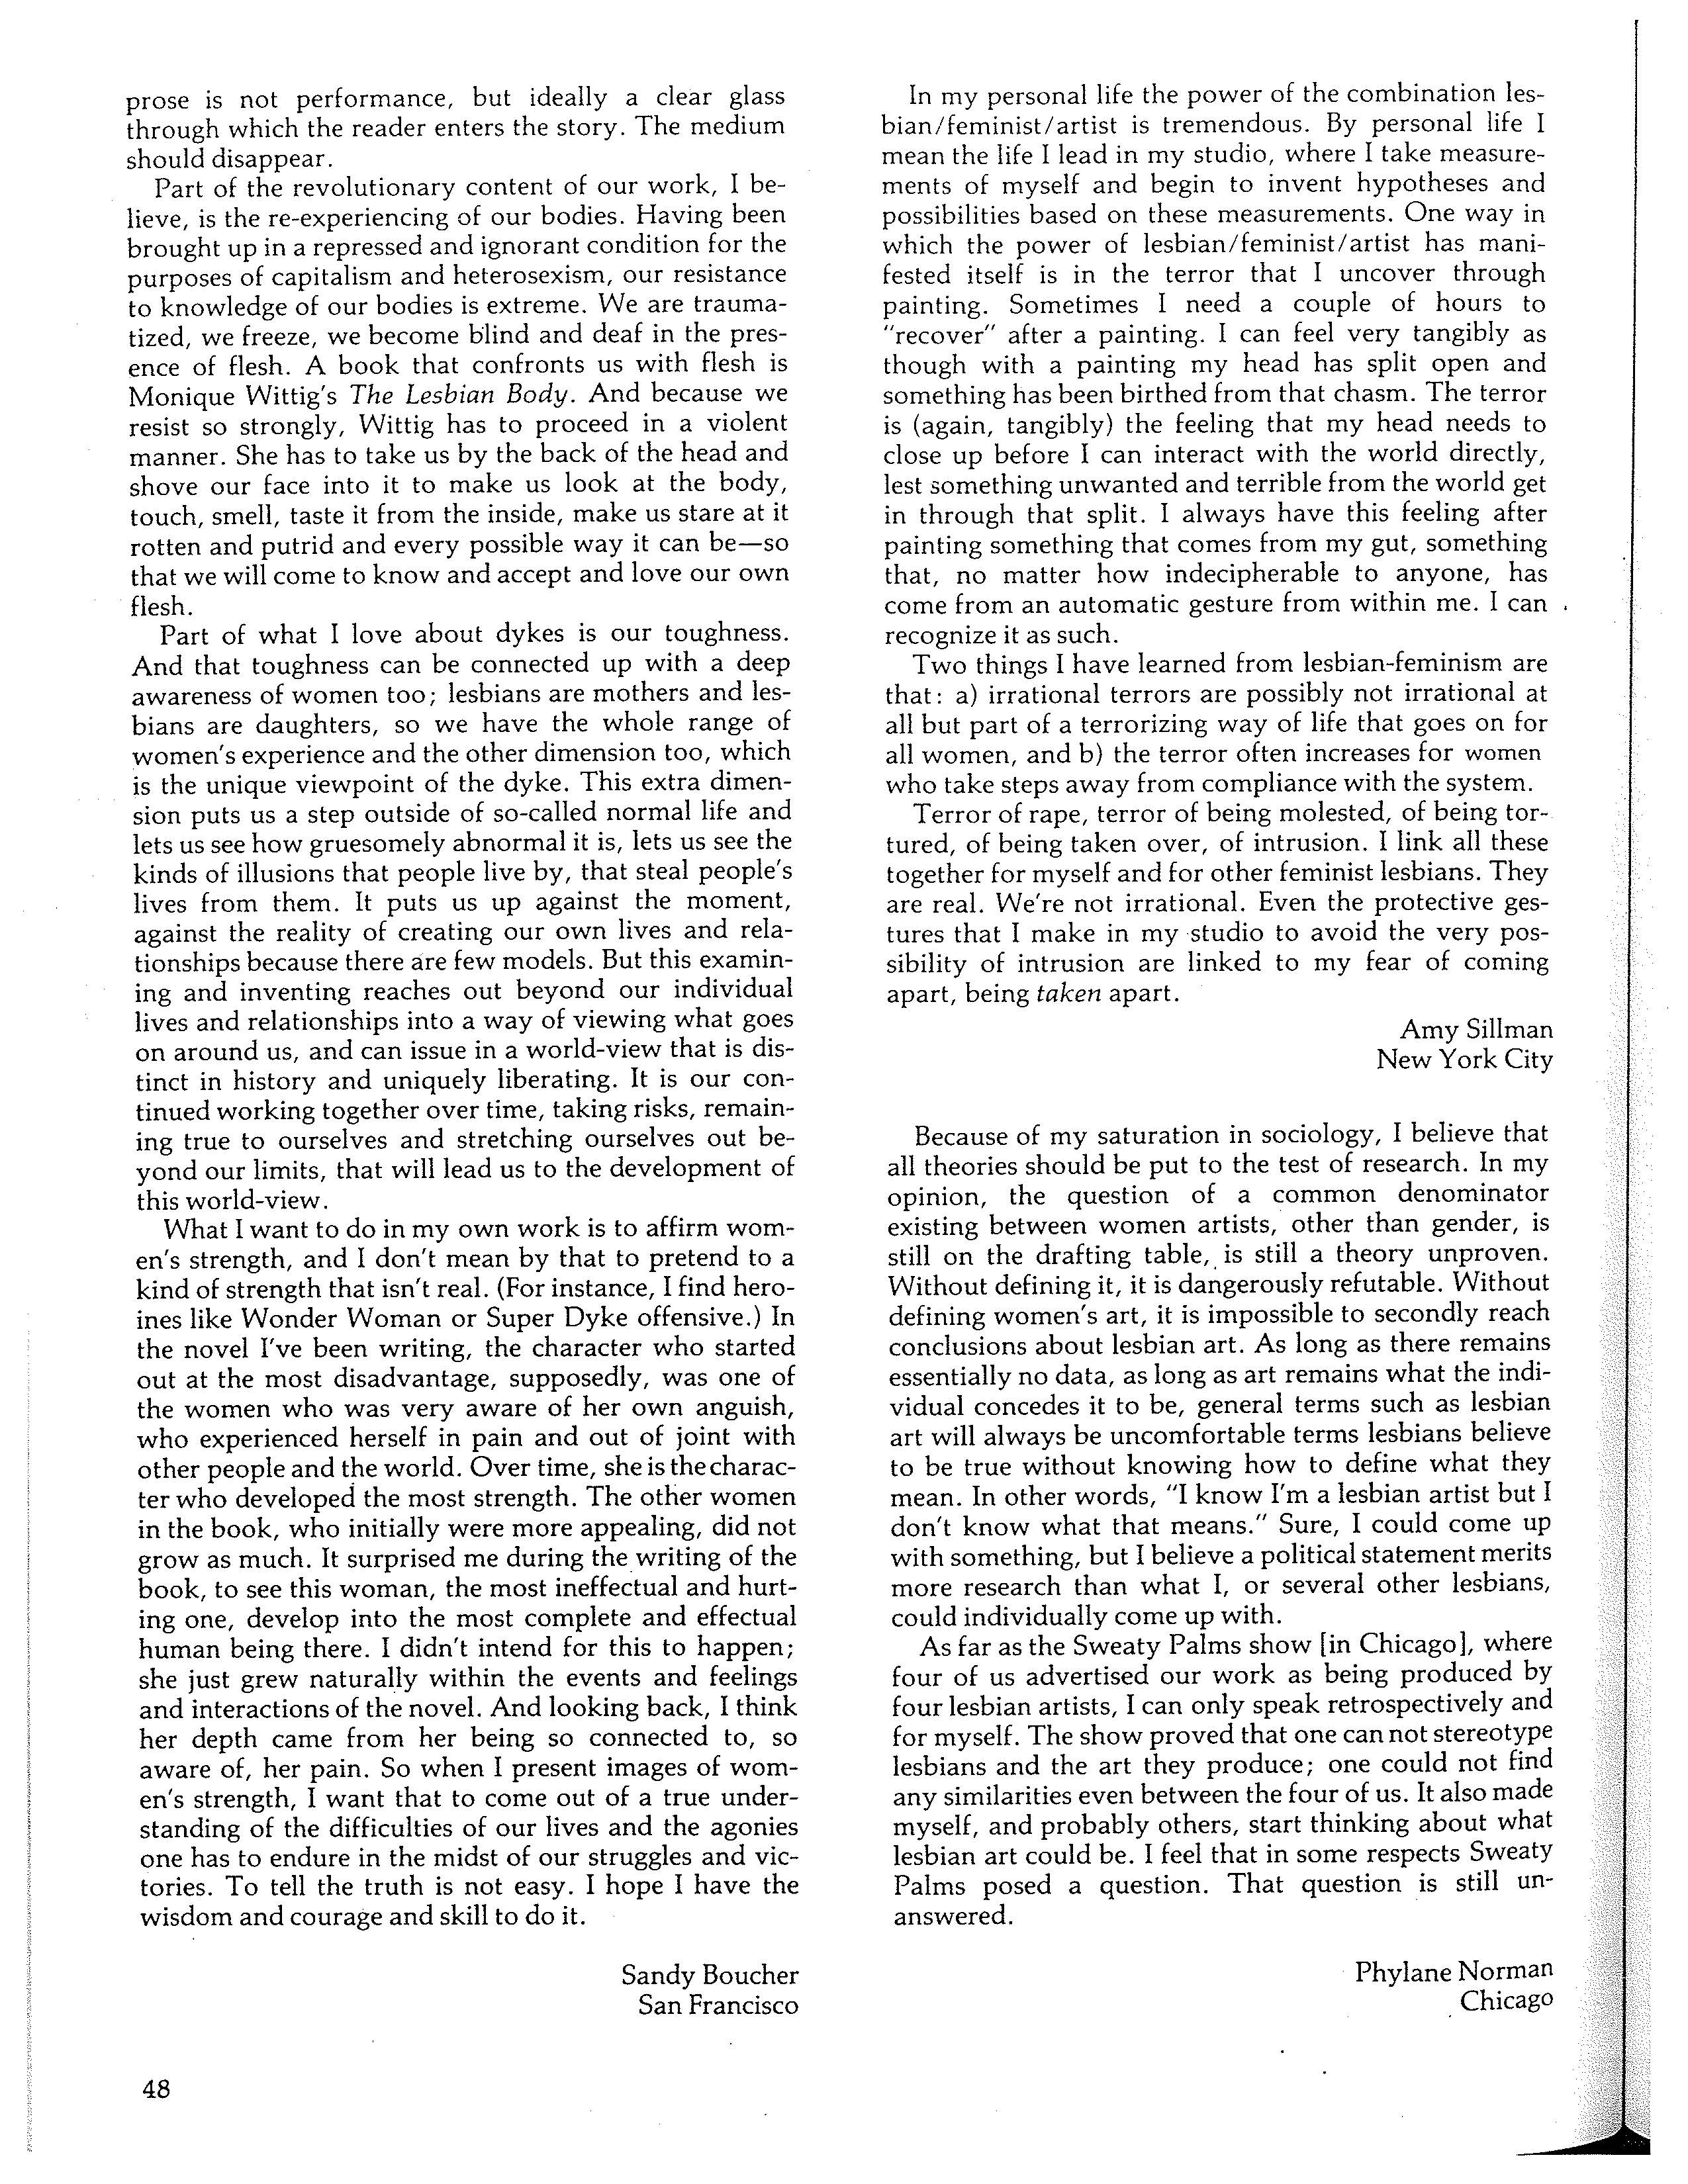 prose is not performance, but ideally a clear glass
through which the reader enters the story. The medium
should disappear.
Part of the revolutionary content of our work, I be-
lieve, is the re-experiencing of our bodies. Having been
brought up in a repressed and ignorant condition for the
purposes of capitalism and heterosexism, our resistance
to knowledge of our bodies is extreme. We are trauma-
tized, we freeze, we become blind and deaf in the pres-
ence of flesh. A book that confronts us with flesh is
Monique Wittig's The Lesbian Body. And because we
resist so strongly, Wittig has to proceed in a violent
manner. She has to take us by the back of the head and
shove our face into it to make us look at the body,
touch, smell, taste it from the inside, make us stare at it
rotten and putrid and every possible way it can be—so
that we will come to know and accept and love our own
flesh.
Part of what I love about dykes is our toughness.
And that toughness can be connected up with a deep
awareness of women too; lesbians are mothers and les-
bians are daughters, so we have the whole range of
women's experience and the other dimension too, which
is the unique viewpoint of the dyke. This extra dimen-
sion puts us a step outside of so-called normal life and
lets us see how gruesomely abnormal it is, lets us see the
kinds of illusions that people live by, that steal people's
lives from them. It puts us up against the moment,
against the reality of creating our own lives and rela-
tionships because there are few models. But this examin-
ing and inventing reaches out beyond our individual
lives and relationships into a way of viewing what goes
on around us, and can issue in a world-view that is dis-
tinct in history and uniquely liberating. It is our con-
tinued working together over time, taking risks, remain-
ing true to ourselves and stretching ourselves out be-
yond our limits, that will lead us to the development of
this world-view.
What I want to do in my own work is to affirm wom-
en's strength, and I don't mean by that to pretend to a
kind of strength that isn't real. (For instance, I find hero-
ines like Wonder Woman or Super Dyke offensive.) In
the novel I've been writing, the character who started
out at the most disadvantage, supposedly, was one of
the women who was very aware of her own anguish,
who experienced herself in pain and out of joint with
other people and the world. Over time, she is the charac-
ter who developed the most strength. The other women
in the book, who initially were more appealing, did not
grow as much. It surprised me during the writing of the
book, to see this woman, the most ineffectual and hurt-
ing one, develop into the most complete and effectual
human being there. I didn't intend for this to happen;
she just grew naturally within the events and feelings
and interactions of the novel. And looking back, I think
her depth came from her being so connected to, so
aware of, her pain. So when I present images of wom-
en's strength, I want that to come out of a true under-
standing of the difficulties of our lives and the agonies
one has to endure in the midst of our struggles and vic-
tories. To tell the truth is not easy. I hope I have the
wisdom and courage and skill to do it.
Sandy Boucher
San Francisco
48
In my personal life the power of the combination les-
bian/feminist/artist is tremendous. By personal life I
mean the life I lead in my studio, where I take measure-
ments of myself and begin to invent hypotheses and
possibilities based on these measurements. One way in
which the power of lesbian/feminist/artist has mani-
fested itself is in the terror that I uncover through
painting. Sometimes I need a couple of hours to
"recover" after a painting. I can feel very tangibly as
though with a painting my head has split open and
something has been birthed from that chasm. The terror
is (again, tangibly) the feeling that my head needs to
close up before I can interact with the world directly,
lest something unwanted and terrible from the world get
in through that split. I always have this feeling after
painting something that comes from my gut, something
that, no matter how indecipherable to anyone, has
come from an automatic gesture from within me. I can
recognize it as such.
Two things I have learned from lesbian-feminism are
that: a) irrational terrors are possibly not irrational at
all but part of a terrorizing way of life that goes on for
all women, and b) the terror often increases for women
who take steps away from compliance with the system.
Terror of rape, terror of being molested, of being tor-
tured, of being taken over, of intrusion. I link all these
together for myself and for other feminist lesbians. They
are real. We're not irrational. Even the protective ges-
tures that I make in my studio to avoid the very pos-
sibility of intrusion are linked to my fear of coming
apart, being taken apart.
Amy Sillman
New York City
Because of my saturation in sociology, I believe that
all theories should be put to the test of research. In my
opinion, the question of a common denominator
existing between women artists, other than gender, is
still on the drafting table, is still a theory unproven.
Without defining it, it is dangerously refutable. Without
defining women's art, it is impossible to secondly reach
conclusions about lesbian art. As long as there remains
essentially no data, as long as art remains what the indi-
vidual concedes it to be, general terms such as lesbian
art will always be uncomfortable terms lesbians believe
to be true without knowing how to define what they
mean. In other words, "I know I'm a lesbian artist but I
don't know what that means." Sure, I could come up
with something, but I believe a political statement merits
more research than what I, or several other lesbians,
could individually come up with.
As far as the Sweaty Palms show [in Chicago], where
four of us advertised our work as being produced by
four lesbian artists, I can only speak retrospectively and
for myself. The show proved that one can not stereotype
lesbians and the art they produce; one could not find
any similarities even between the four of us. It also made
myself, and probably others, start thinking about what
lesbian art could be. I feel that in some respects Sweaty
Palms posed a question. That question is still un-
answered.
Phylane Norman
Chicago